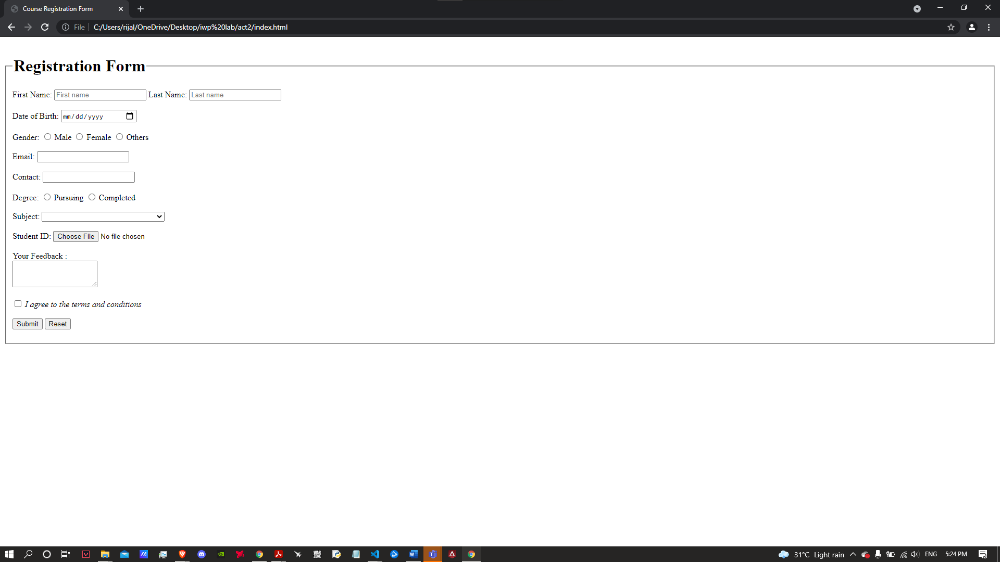 Course Registration Form
File
C:/Users/rijal/OneDrive/Desktop/iwp%20lab/act2/index.html
Registration Form
First Name: First name Last Name: Last name
Date of Birth: mm/dd/yyyy
Gender: Male Female Others
Email:
Contact:
Degree: Pursuing Completed
Subject:
Student ID: Choose File No file chosen
Your Feedback :
I agree to the terms and conditions
Submit Reset
WAR ZONE
31°C Light rain ENG 5:24 PM